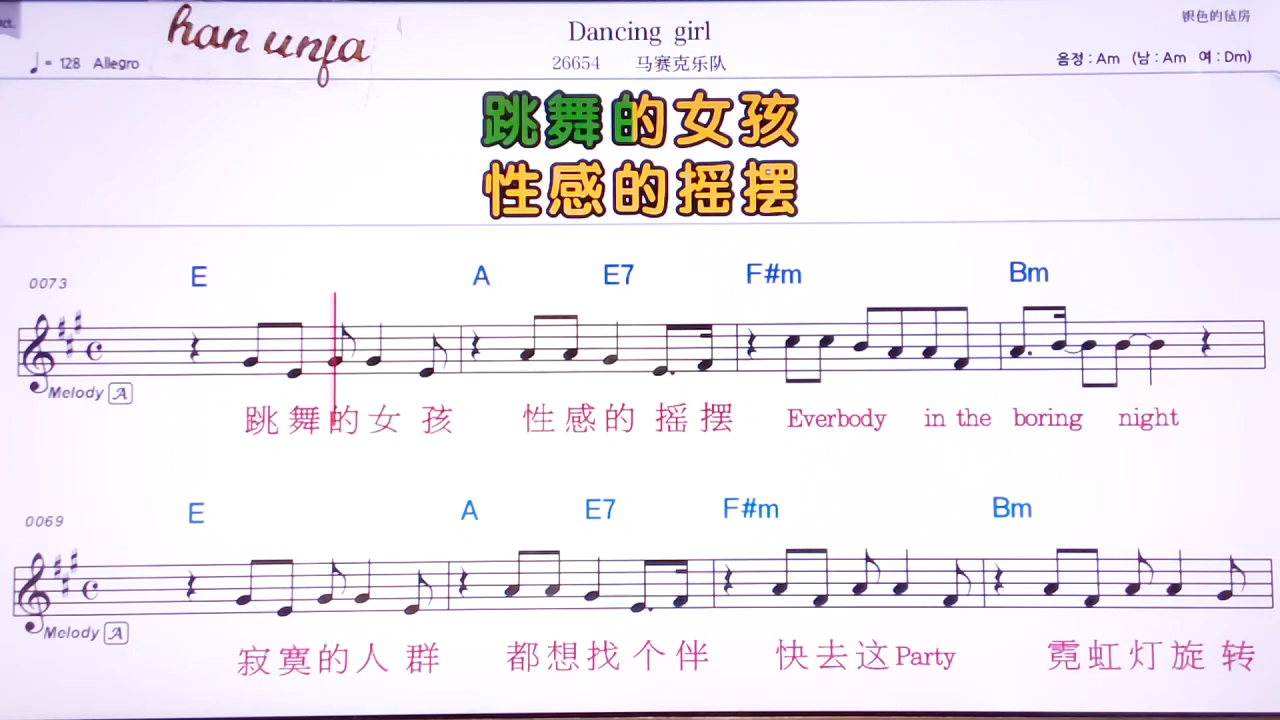 han unfa
Dancing girl
银色的毡房
♩= 128 Allegro
26654 马赛克乐队
음정 : Am (남 : Am 여 : Dm)
跳舞的女孩
性感的摇摆
0073
E A E7 F#m Bm
Melody A
跳舞的女孩 性感的摇摆 Everbody in the boring night
0069
E A E7 F#m Bm
Melody A
寂寞的人群 都想找个伴 快去这Party 霓虹灯旋转